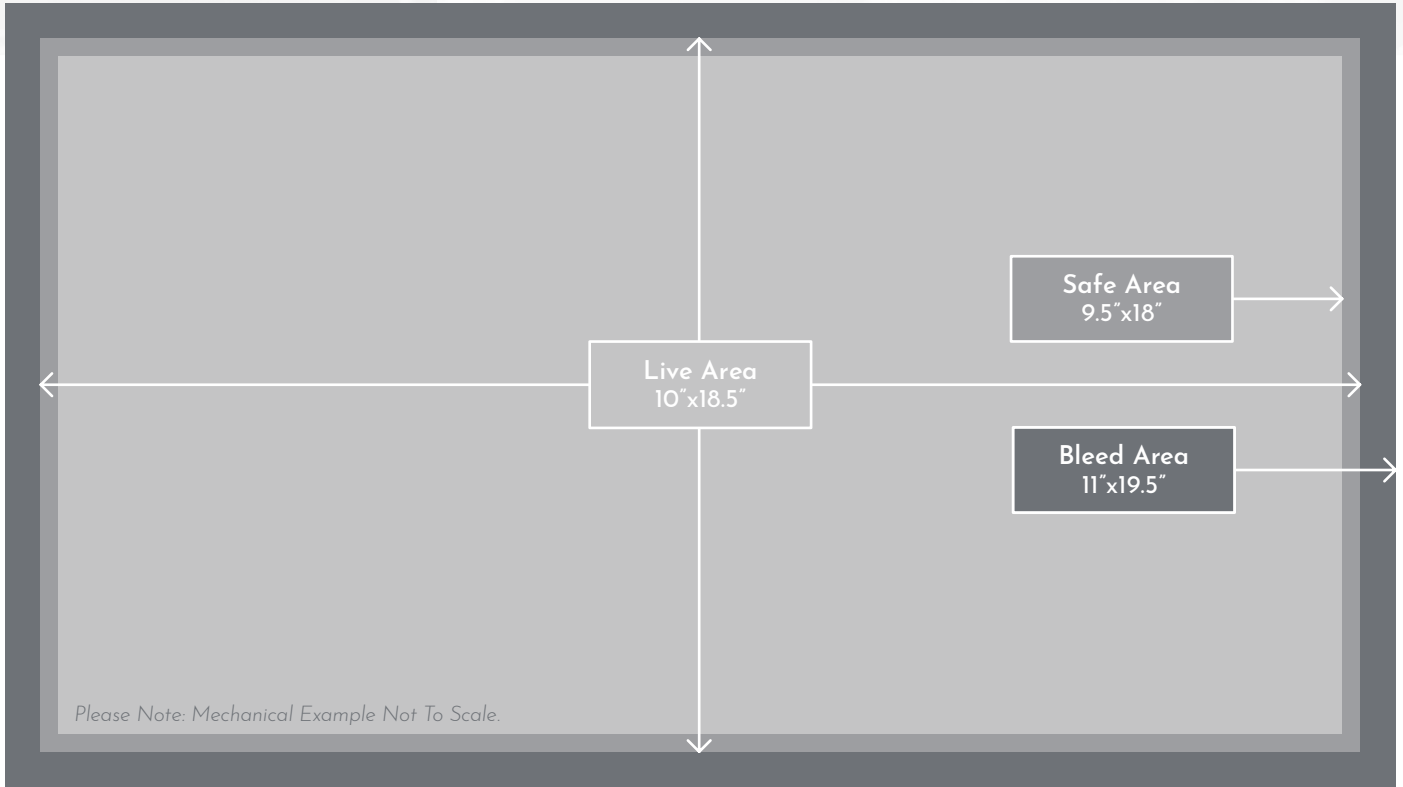 Safe Area
9.5”x18”
Live Area
10”x18.5”
Bleed Area
11”x19.5”
Please Note: Mechanical Example Not To Scale.